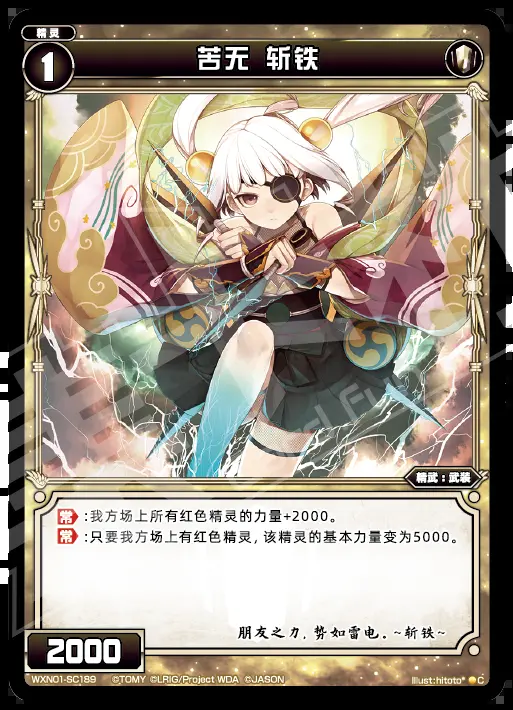 精灵
1
苦无 斩铁
精武：武装
常:我方场上所有红色精灵的力量+2000。
常:只要我方场上有红色精灵，该精灵的基本力量变为5000。
朋友之力，势如雷电。~斩铁~
2000
WXN01-SC189 ©TOMY ©LRIG/Project WDA ©JASON Illust:hitoto* C